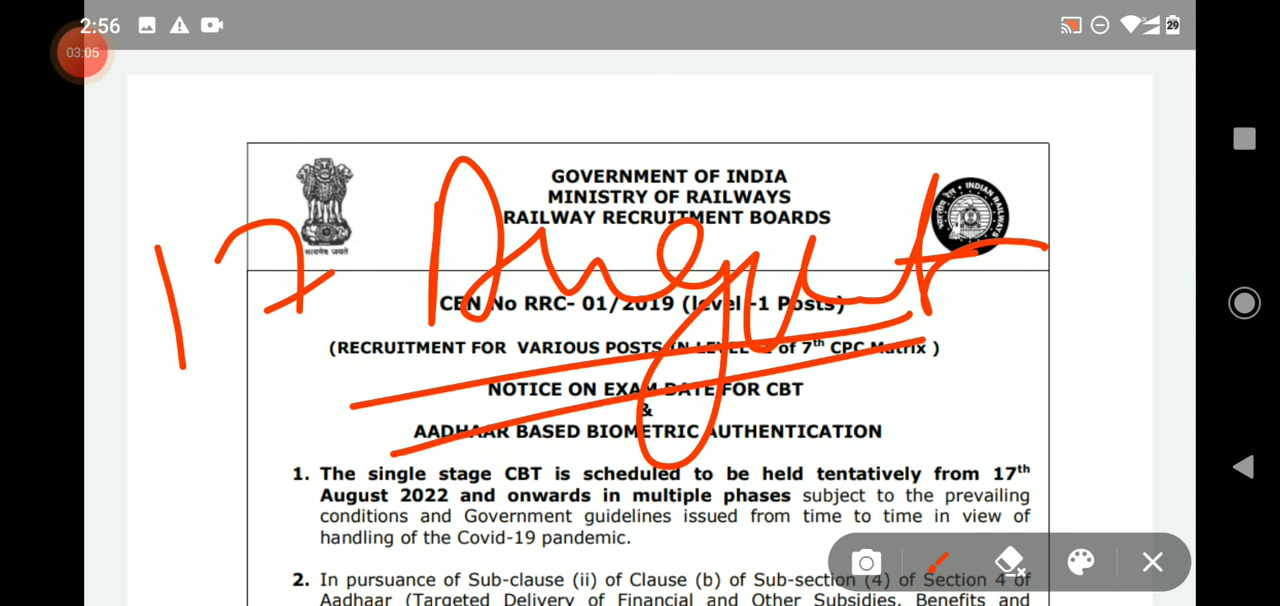 2:56
29
03:05
GOVERNMENT OF INDIA
MINISTRY OF RAILWAYS
RAILWAY RECRUITMENT BOARDS
सत्यमेव जयते
INDIAN RAILWAYS
17 August
CEN No RRC- 01/2019 (level -1 Posts)
(RECRUITMENT FOR VARIOUS POSTS IN LEVEL of 7th CPC Matrix )
NOTICE ON EXAM DATE FOR CBT
&
AADHAAR BASED BIOMETRIC AUTHENTICATION
1. The single stage CBT is scheduled to be held tentatively from 17th
August 2022 and onwards in multiple phases subject to the prevailing
conditions and Government guidelines issued from time to time in view of
handling of the Covid-19 pandemic.
2. In pursuance of Sub-clause (ii) of Clause (b) of Sub-section (4) of Section 4 of
Aadhaar (Targeted Delivery of Financial and Other Subsidies, Benefits and